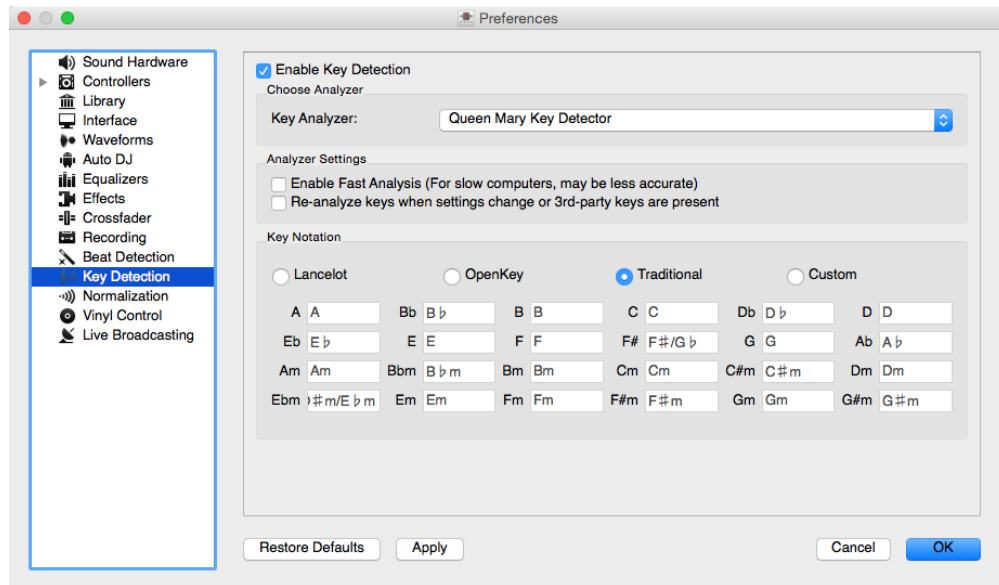 Preferences
Sound Hardware
Controllers
Library
Interface
Waveforms
Auto DJ
Equalizers
Effects
Crossfader
Recording
Beat Detection
Key Detection
Normalization
Vinyl Control
Live Broadcasting
Enable Key Detection
Choose Analyzer
Key Analyzer: Queen Mary Key Detector
Analyzer Settings
Enable Fast Analysis (For slow computers, may be less accurate)
Re-analyze keys when settings change or 3rd-party keys are present
Key Notation
Lancelot OpenKey Traditional Custom
A A Bb B♭ B B C C Db D♭ D D
Eb E♭ E E F F F# F♯/G♭ G G Ab A♭
Am Am Bbm B♭m Bm Bm Cm Cm C#m C♯m Dm Dm
Ebm ♯m/E♭m Em Em Fm Fm F#m F♯m Gm Gm G#m G♯m
Restore Defaults Apply Cancel OK